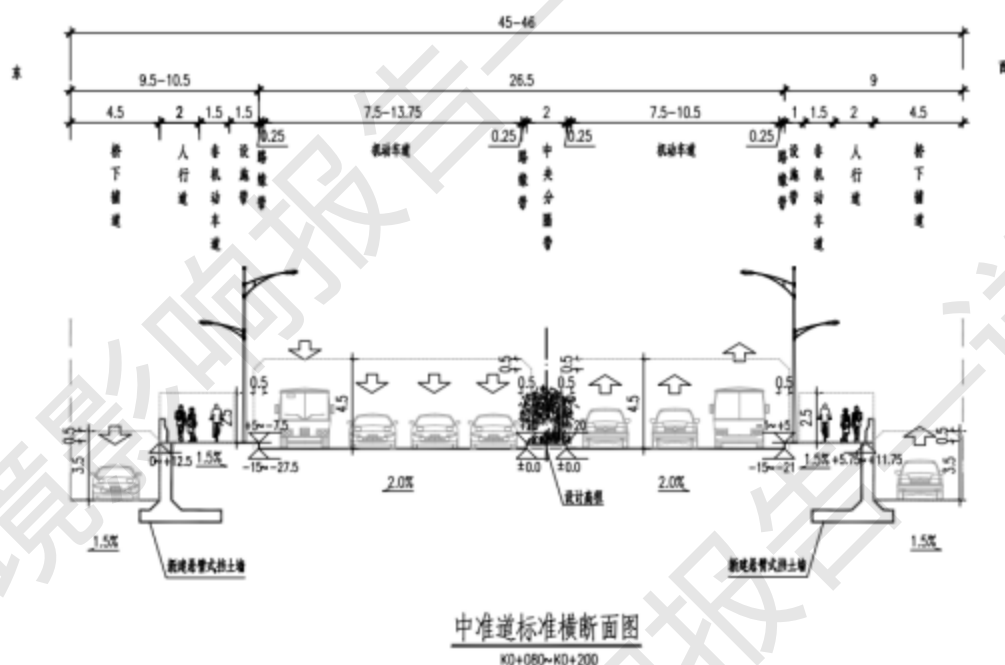 45-46
东
西
9.5-10.5
26.5
9
4.5
2
1.5
1.5
7.5-13.75
2
7.5-10.5
1
1.5
2
4.5
0.25
机动车道
0.25
0.25
机动车道
0.25
桥下辅道
人行道
非机动车道
设施带
路缘带
路缘带
中央分隔带
路缘带
设施带
非机动车道
人行道
桥下辅道
0.5
4.5
0.5
0.5
0.5
0.5
4.5
0.5
2.5
2.5
0.5
3.5
0.5
3.5
+5~-7.5
-15~-27.5
0~+12.5
1.5%
20
±0.0
±0.0
+5
-15~-21
1.5%
+5.75~+11.75
2.0%
2.0%
设计高程
1.5%
1.5%
新建悬臂式挡土墙
新建悬臂式挡土墙
中准道标准横断面图
K0+080~K0+200
境影响报告